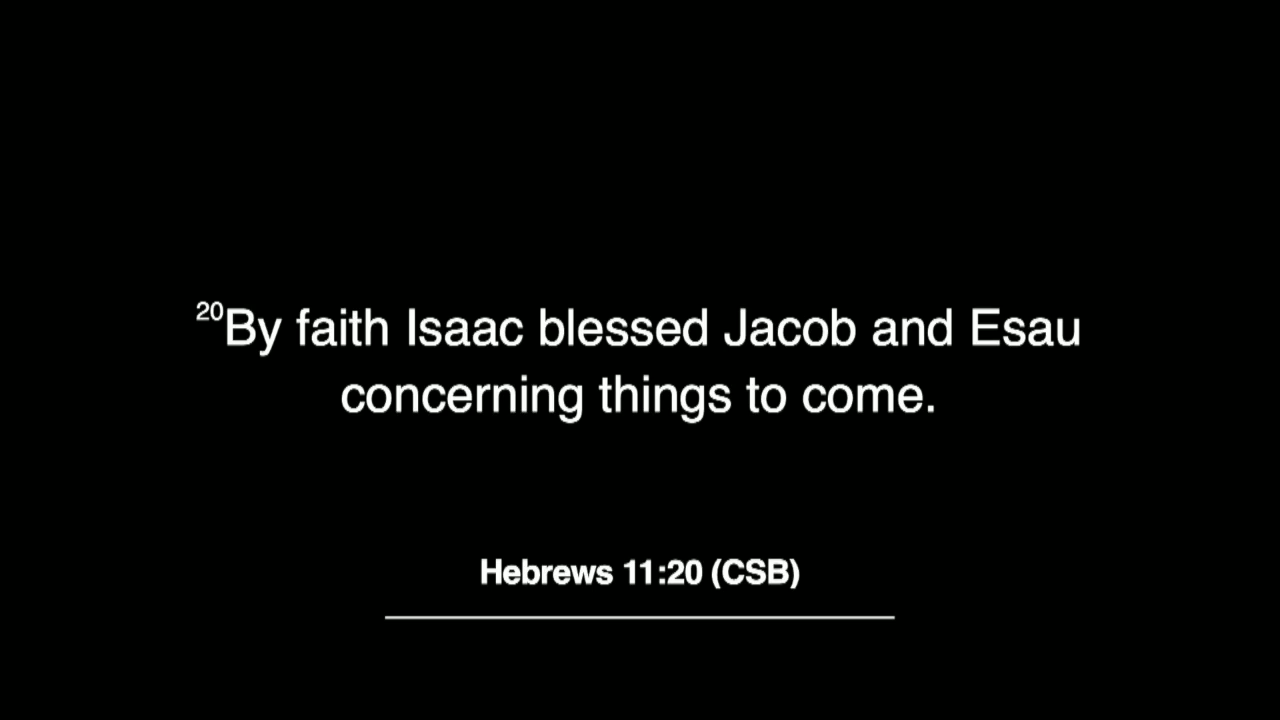 20By faith Isaac blessed Jacob and Esau
concerning things to come.
Hebrews 11:20 (CSB)